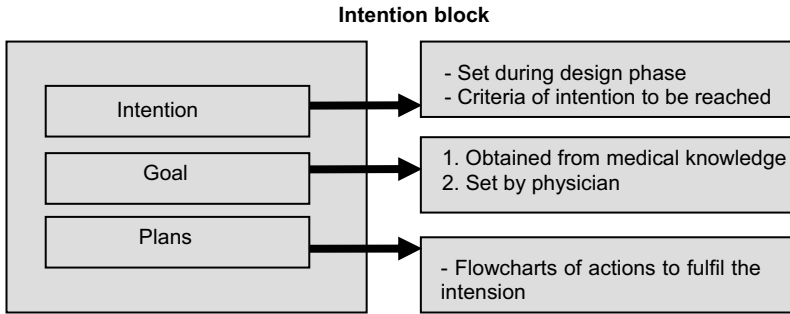 Intention block
Intention
- Set during design phase
- Criteria of intention to be reached
Goal
1. Obtained from medical knowledge
2. Set by physician
Plans
- Flowcharts of actions to fulfil the
intension